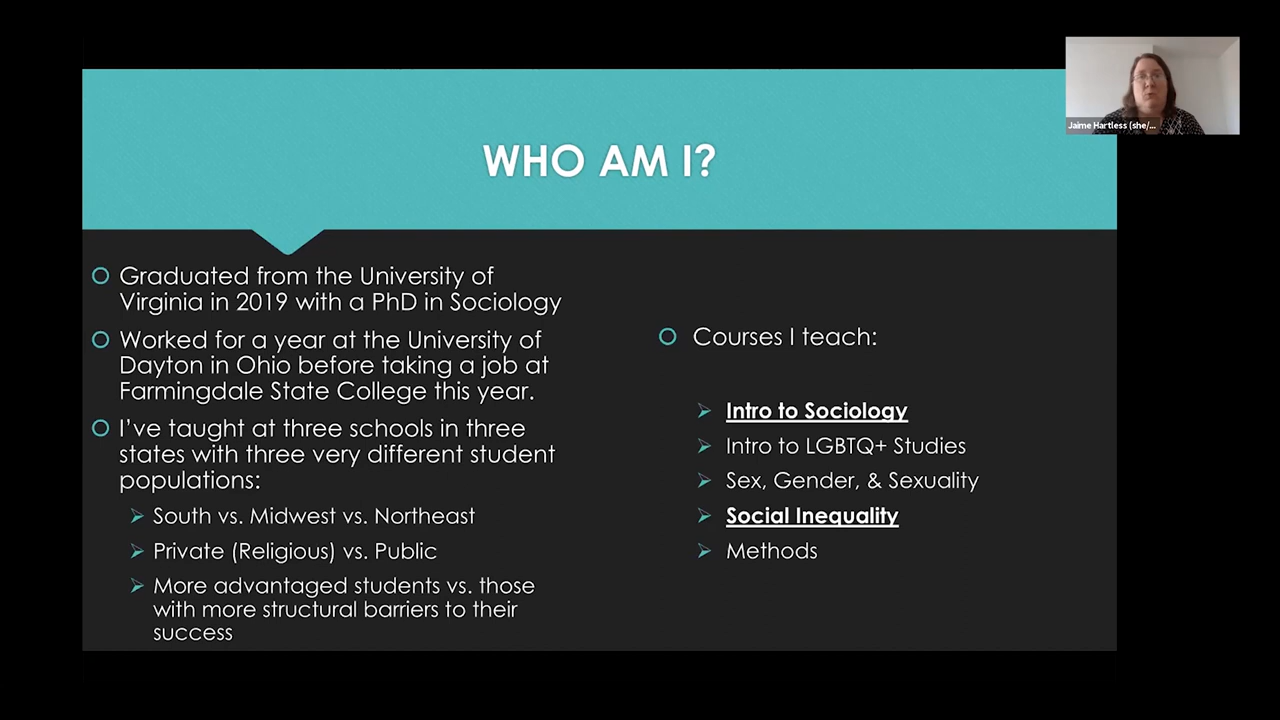 WHO AM I?
Jaime Hartless (she/...
Graduated from the University of
Virginia in 2019 with a PhD in Sociology
Worked for a year at the University of
Dayton in Ohio before taking a job at
Farmingdale State College this year.
I've taught at three schools in three
states with three very different student
populations:
South vs. Midwest vs. Northeast
Private (Religious) vs. Public
More advantaged students vs. those
with more structural barriers to their
success
Courses I teach:
Intro to Sociology
Intro to LGBTQ+ Studies
Sex, Gender, & Sexuality
Social Inequality
Methods